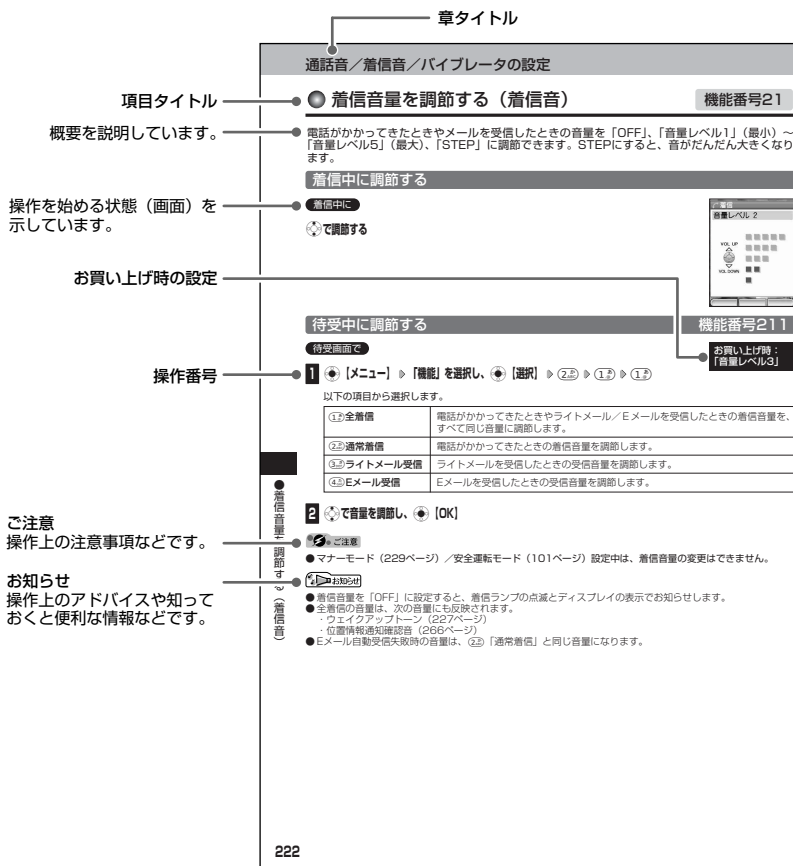 章タイトル
通話音／着信音／バイブレータの設定
項目タイトル
着信音量を調節する（着信音）
機能番号21
概要を説明しています。
電話がかかってきたときやメールを受信したときの音量を「OFF」、「音量レベル1」（最小）～
「音量レベル5」（最大）、「STEP」に調節できます。STEPにすると、音がだんだん大きくなり
ます。
着信中に調節する
操作を始める状態（画面）を
示しています。
着信中に
で調節する
着信
音量レベル 2
VOL UP
VOL DOWN
お買い上げ時の設定
待受中に調節する
機能番号211
待受画面で
お買い上げ時：
「音量レベル3」
操作番号
1 【メニュー】 「機能」を選択し、 【選択】 2 1 1
以下の項目から選択します。
1 全着信 電話がかかってきたときやライトメール／Eメールを受信したときの着信音量を、
すべて同じ音量に調節します。
2 通常着信 電話がかかってきたときの着信音量を調節します。
3 ライトメール受信 ライトメールを受信したときの受信音量を調節します。
4 Eメール受信 Eメールを受信したときの受信音量を調節します。
2 で音量を調節し、 【OK】
ご注意
操作上の注意事項などです。
ご注意
●マナーモード（229ページ）／安全運転モード（101ページ）設定中は、着信音量の変更はできません。
お知らせ
操作上のアドバイスや知って
おくと便利な情報などです。
お知らせ
●着信音量を「OFF」に設定すると、着信ランプの点滅とディスプレイの表示でお知らせします。
●全着信の音量は、次の音量にも反映されます。
・ウェイクアップトーン（227ページ）
・位置情報通知確認音（266ページ）
●Eメール自動受信失敗時の音量は、2「通常着信」と同じ音量になります。
●着信音量を調節する（着信音）
222